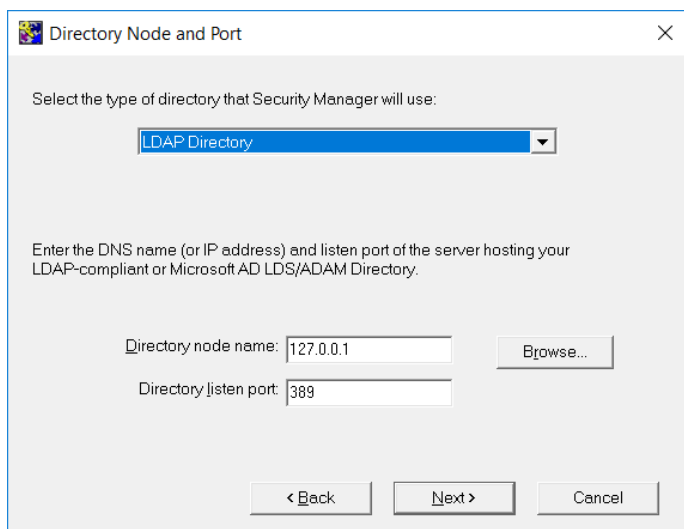 Directory Node and Port
Select the type of directory that Security Manager will use:
LDAP Directory
Enter the DNS name (or IP address) and listen port of the server hosting your
LDAP-compliant or Microsoft AD LDS/ADAM Directory.
Directory node name: 127.0.0.1 Browse...
Directory listen port: 389
< Back Next > Cancel